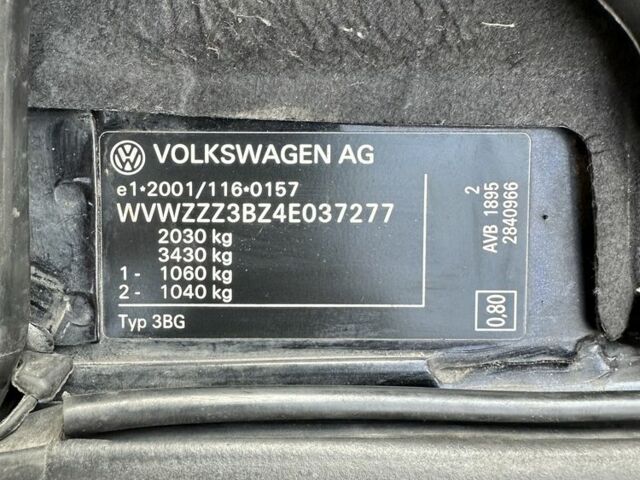 VOLKSWAGEN AG
e1*2001/116*0157
WVWZZZ3BZ4E037277
2030 kg
3430 kg
1 - 1060 kg
2 - 1040 kg
Typ 3BG
2
AVB 1895
2840966
0,80